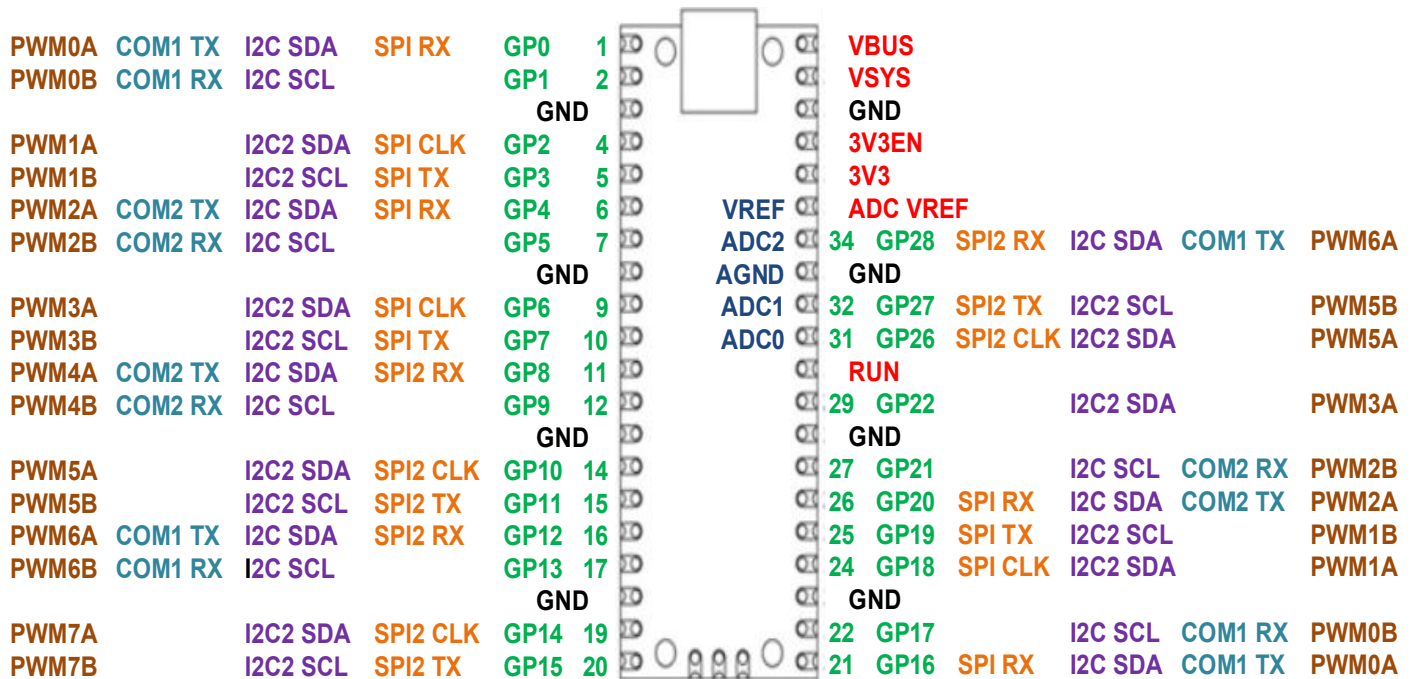 PWM0A COM1 TX I2C SDA SPI RX GP0 1 VBUS
PWM0B COM1 RX I2C SCL GP1 2 VSYS
GND GND
PWM1A I2C2 SDA SPI CLK GP2 4 3V3EN
PWM1B I2C2 SCL SPI TX GP3 5 3V3
PWM2A COM2 TX I2C SDA SPI RX GP4 6 VREF ADC VREF
PWM2B COM2 RX I2C SCL GP5 7 ADC2 34 GP28 SPI2 RX I2C SDA COM1 TX PWM6A
GND AGND GND
PWM3A I2C2 SDA SPI CLK GP6 9 ADC1 32 GP27 SPI2 TX I2C2 SCL PWM5B
PWM3B I2C2 SCL SPI TX GP7 10 ADC0 31 GP26 SPI2 CLK I2C2 SDA PWM5A
PWM4A COM2 TX I2C SDA SPI2 RX GP8 11 RUN
PWM4B COM2 RX I2C SCL GP9 12 29 GP22 I2C2 SDA PWM3A
GND GND
PWM5A I2C2 SDA SPI2 CLK GP10 14 27 GP21 I2C SCL COM2 RX PWM2B
PWM5B I2C2 SCL SPI2 TX GP11 15 26 GP20 SPI RX I2C SDA COM2 TX PWM2A
PWM6A COM1 TX I2C SDA SPI2 RX GP12 16 25 GP19 SPI TX I2C2 SCL PWM1B
PWM6B COM1 RX I2C SCL GP13 17 24 GP18 SPI CLK I2C2 SDA PWM1A
GND GND
PWM7A I2C2 SDA SPI2 CLK GP14 19 22 GP17 I2C SCL COM1 RX PWM0B
PWM7B I2C2 SCL SPI2 TX GP15 20 21 GP16 SPI RX I2C SDA COM1 TX PWM0A